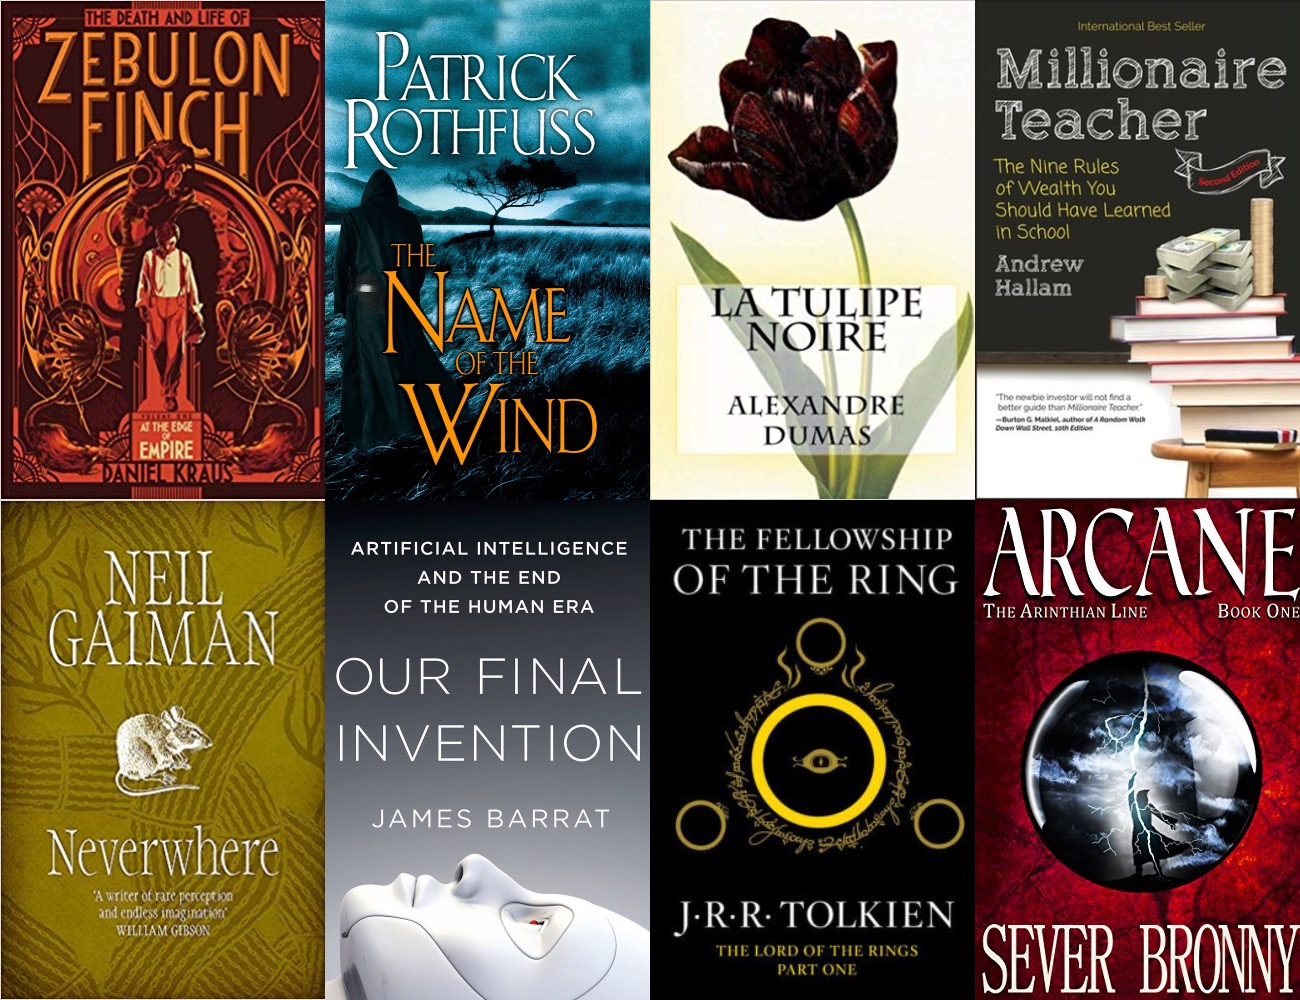 THE DEATH AND LIFE OF
ZEBULON
FINCH
VOLUME ONE
AT THE EDGE
OF
EMPIRE
DANIEL KRAUS
PATRICK
ROTHFUSS
THE
NAME
OF THE
WIND
LA TULIPE
NOIRE
ALEXANDRE
DUMAS
International Best Seller
Millionaire
Teacher
Second Edition
The Nine Rules
of Wealth You
Should Have Learned
in School
Andrew
Hallam
"The newbie investor will not find a
better guide than Millionaire Teacher."
—Burton G. Malkiel, author of A Random Walk
Down Wall Street, 10th Edition
NEIL
GAIMAN
Neverwhere
'A writer of rare perception
and endless imagination'
WILLIAM GIBSON
ARTIFICIAL INTELLIGENCE
AND THE END
OF THE HUMAN ERA
OUR FINAL
INVENTION
JAMES BARRAT
THE FELLOWSHIP
OF THE RING
J·R·R· TOLKIEN
THE LORD OF THE RINGS
PART ONE
ARCANE
THE ARINTHIAN LINE BOOK ONE
SEVER BRONNY